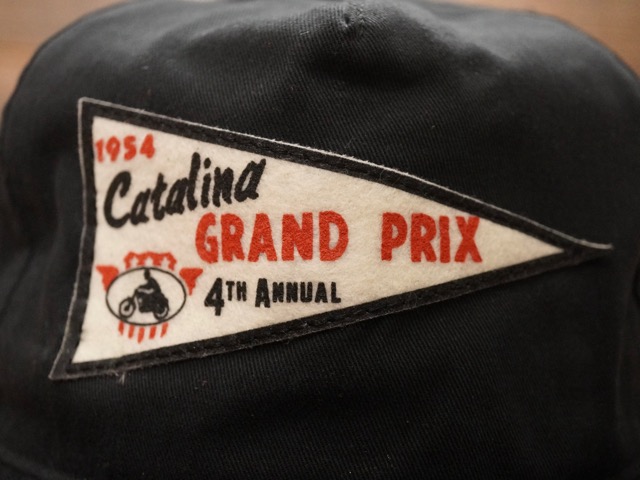 1954
Catalina
GRAND PRIX
4TH ANNUAL